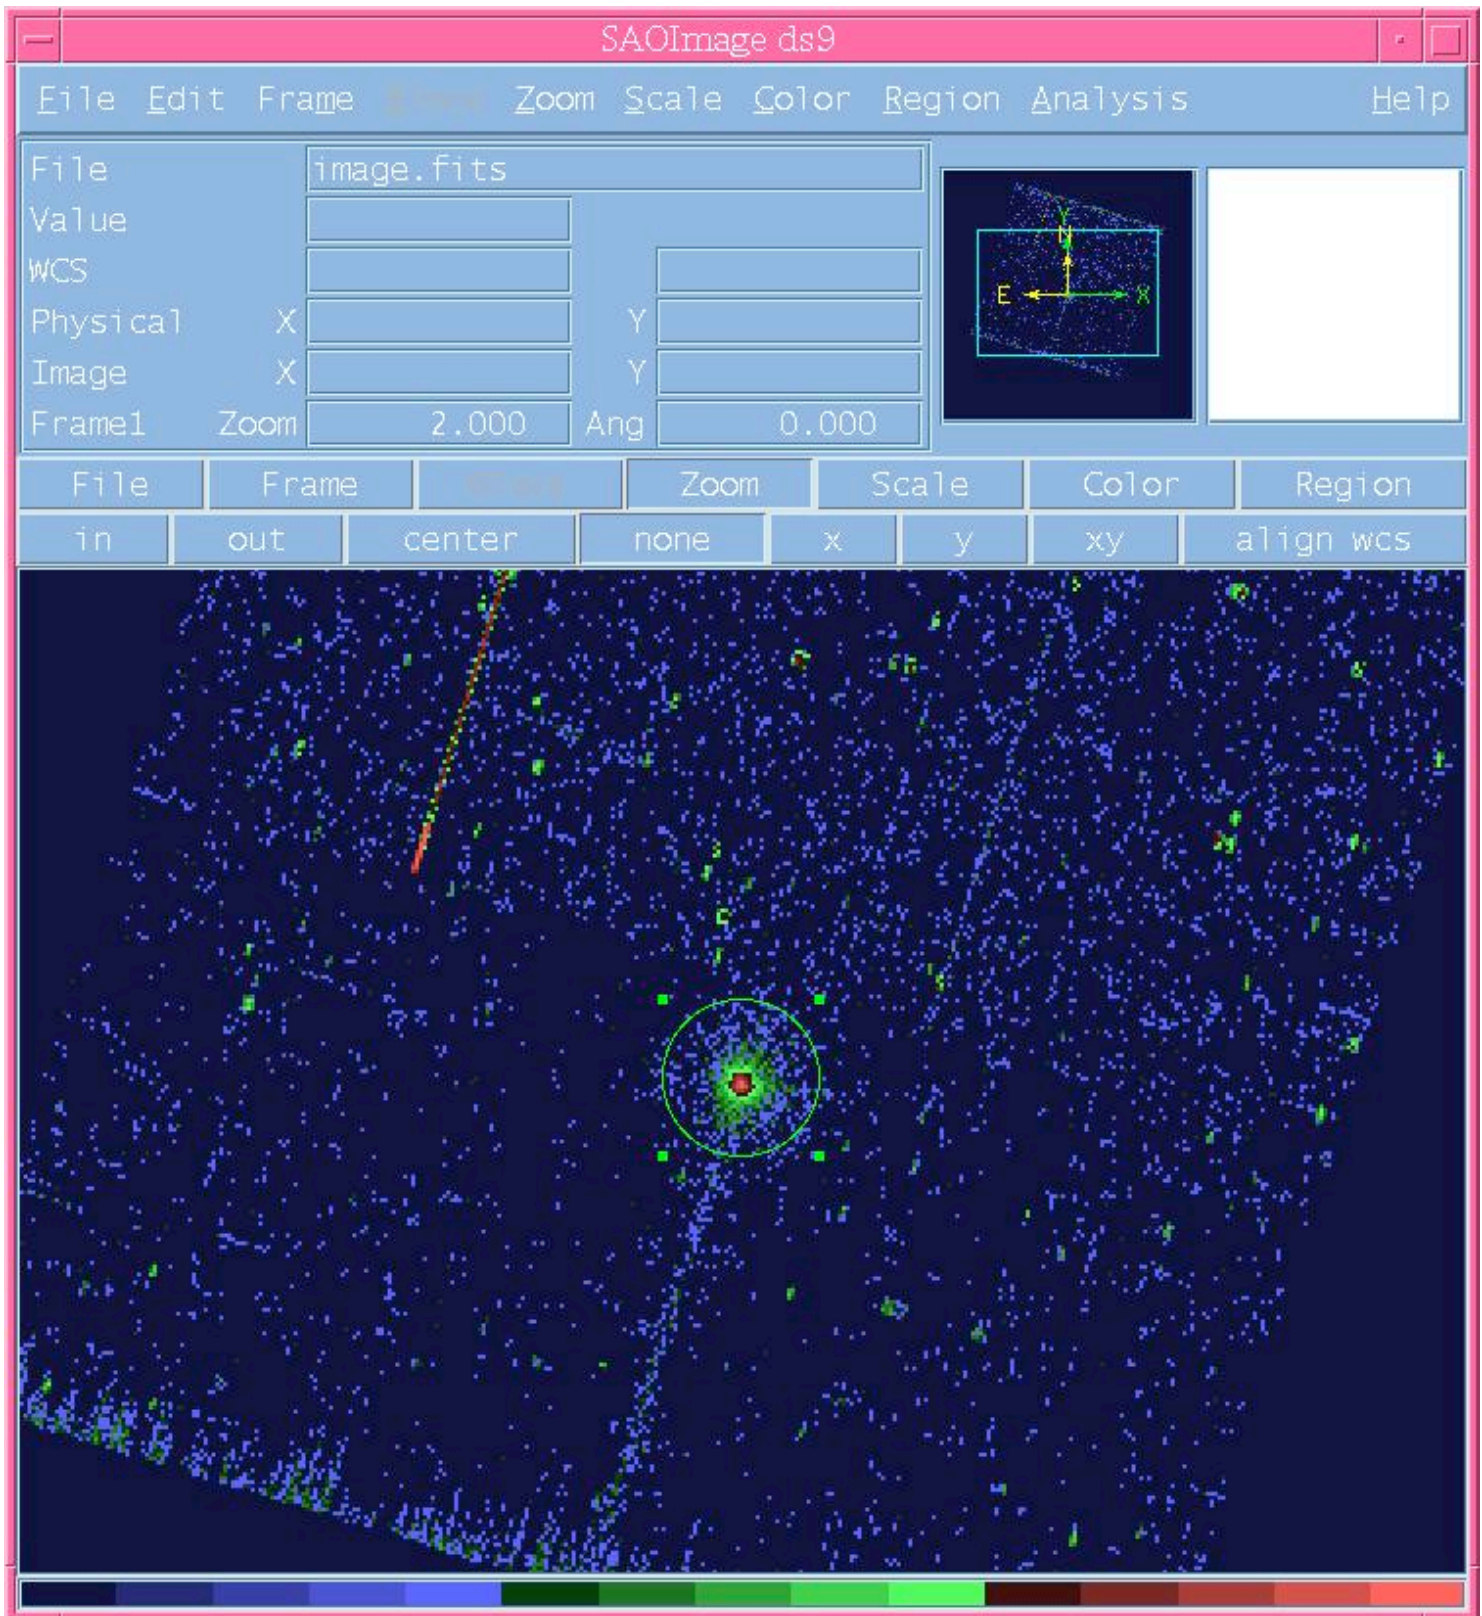 SAOImage ds9
File Edit Frame Zoom Scale Color Region Analysis Help
File image.fits
Value
WCS
Physical X Y
Image X Y
Frame1 Zoom 2.000 Ang 0.000
Y
N
E X
File Frame Zoom Scale Color Region
in out center none x y xy align wcs